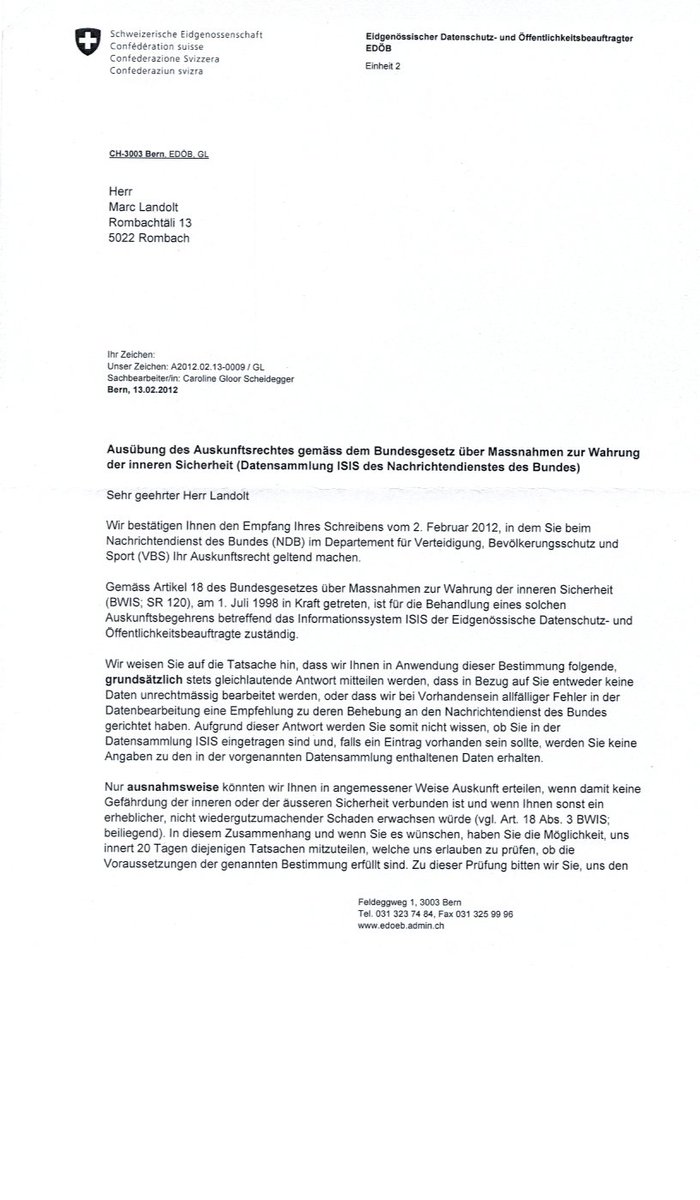 Schweizerische Eidgenossenschaft
Confédération suisse
Confederazione Svizzera
Confederaziun svizra
Eidgenössischer Datenschutz- und Öffentlichkeitsbeauftragter
EDÖB
Einheit 2
CH-3003 Bern, EDÖB, GL
Herr
Marc Landolt
Rombachtäli 13
5022 Rombach
Ihr Zeichen:
Unser Zeichen: A2012.02.13-0009 / GL
Sachbearbeiter/in: Caroline Gloor Scheidegger
Bern, 13.02.2012
Ausübung des Auskunftsrechtes gemäss dem Bundesgesetz über Massnahmen zur Wahrung
der inneren Sicherheit (Datensammlung ISIS des Nachrichtendienstes des Bundes)
Sehr geehrter Herr Landolt
Wir bestätigen Ihnen den Empfang Ihres Schreibens vom 2. Februar 2012, in dem Sie beim
Nachrichtendienst des Bundes (NDB) im Departement für Verteidigung, Bevölkerungsschutz und
Sport (VBS) Ihr Auskunftsrecht geltend machen.
Gemäss Artikel 18 des Bundesgesetzes über Massnahmen zur Wahrung der inneren Sicherheit
(BWIS; SR 120), am 1. Juli 1998 in Kraft getreten, ist für die Behandlung eines solchen
Auskunftsbegehrens betreffend das Informationssystem ISIS der Eidgenössische Datenschutz- und
Öffentlichkeitsbeauftragte zuständig.
Wir weisen Sie auf die Tatsache hin, dass wir Ihnen in Anwendung dieser Bestimmung folgende,
grundsätzlich stets gleichlautende Antwort mitteilen werden, dass in Bezug auf Sie entweder keine
Daten unrechtmässig bearbeitet werden, oder dass wir bei Vorhandensein allfälliger Fehler in der
Datenbearbeitung eine Empfehlung zu deren Behebung an den Nachrichtendienst des Bundes
gerichtet haben. Aufgrund dieser Antwort werden Sie somit nicht wissen, ob Sie in der
Datensammlung ISIS eingetragen sind und, falls ein Eintrag vorhanden sein sollte, werden Sie keine
Angaben zu den in der vorgenannten Datensammlung enthaltenen Daten erhalten.
Nur ausnahmsweise könnten wir Ihnen in angemessener Weise Auskunft erteilen, wenn damit keine
Gefährdung der inneren oder der äusseren Sicherheit verbunden ist und wenn Ihnen sonst ein
erheblicher, nicht wiedergutzumachender Schaden erwachsen würde (vgl. Art. 18 Abs. 3 BWIS;
beiliegend). In diesem Zusammenhang und wenn Sie es wünschen, haben Sie die Möglichkeit, uns
innert 20 Tagen diejenigen Tatsachen mitzuteilen, welche uns erlauben zu prüfen, ob die
Voraussetzungen der genannten Bestimmung erfüllt sind. Zu dieser Prüfung bitten wir Sie, uns den
Feldeggweg 1, 3003 Bern
Tel. 031 323 74 84, Fax 031 325 99 96
www.edoeb.admin.ch